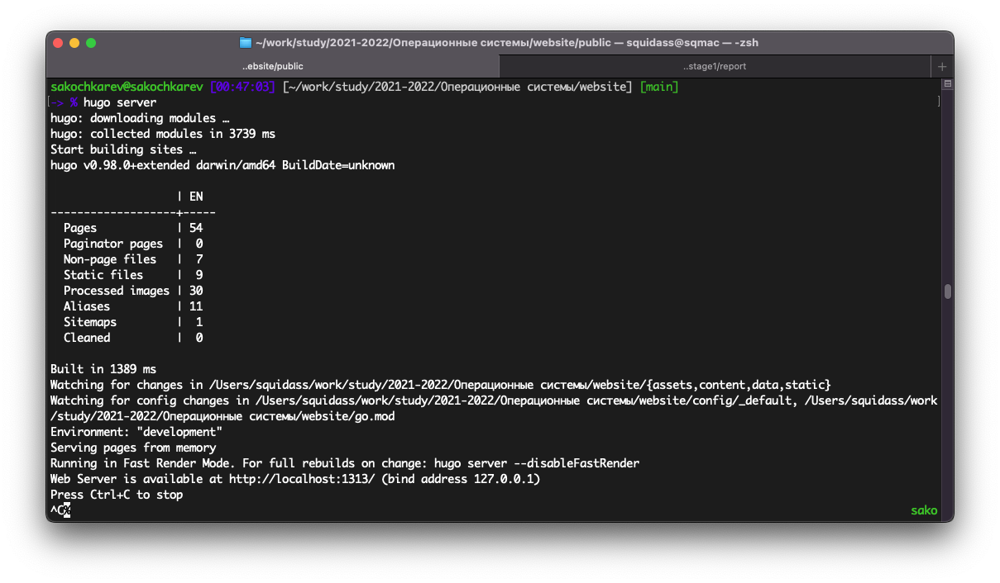 ~/work/study/2021-2022/Операционные системы/website/public — squidass@sqmac — -zsh
..ebsite/public ..stage1/report +
sakochkarev@sakochkarev [00:47:03] [~/work/study/2021-2022/Операционные системы/website] [main]
[-> % hugo server ]
hugo: downloading modules …
hugo: collected modules in 3739 ms
Start building sites …
hugo v0.98.0+extended darwin/amd64 BuildDate=unknown
                   | EN
-------------------+-----
  Pages            | 54
  Paginator pages  |  0
  Non-page files   |  7
  Static files     |  9
  Processed images | 30
  Aliases          | 11
  Sitemaps         |  1
  Cleaned          |  0
Built in 1389 ms
Watching for changes in /Users/squidass/work/study/2021-2022/Операционные системы/website/{assets,content,data,static}
Watching for config changes in /Users/squidass/work/study/2021-2022/Операционные системы/website/config/_default, /Users/squidass/work
/study/2021-2022/Операционные системы/website/go.mod
Environment: "development"
Serving pages from memory
Running in Fast Render Mode. For full rebuilds on change: hugo server --disableFastRender
Web Server is available at http://localhost:1313/ (bind address 127.0.0.1)
Press Ctrl+C to stop
^C% sako